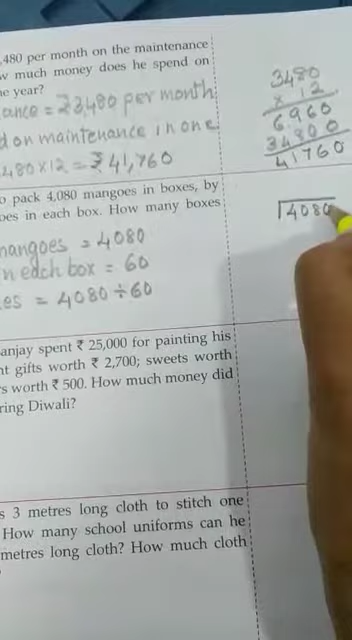 ,480 per month on the maintenance
w much money does he spend on
he year?
ance = ₹3480 per month
d on maintenance in one
480×12 = ₹41,760
3480
× 12
6960
34800
41760
o pack 4,080 mangoes in boxes, by
oes in each box. How many boxes
mangoes = 4080
n each box = 60
es = 4080÷60
4080
anjay spent ₹ 25,000 for painting his
nt gifts worth ₹ 2,700; sweets worth
rs worth ₹ 500. How much money did
ring Diwali?
s 3 metres long cloth to stitch one
How many school uniforms can he
metres long cloth? How much cloth